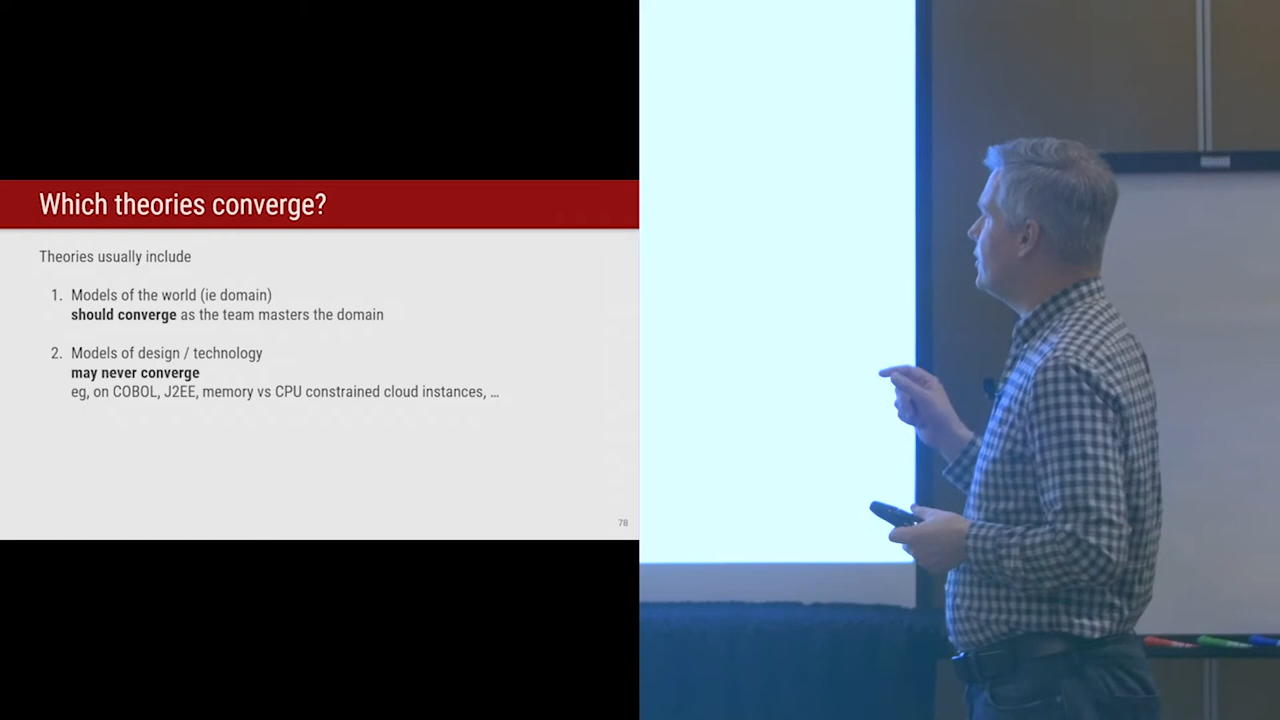 Which theories converge?
Theories usually include
1. Models of the world (ie domain)
should converge as the team masters the domain
2. Models of design / technology
may never converge
eg, on COBOL, J2EE, memory vs CPU constrained cloud instances, …
78